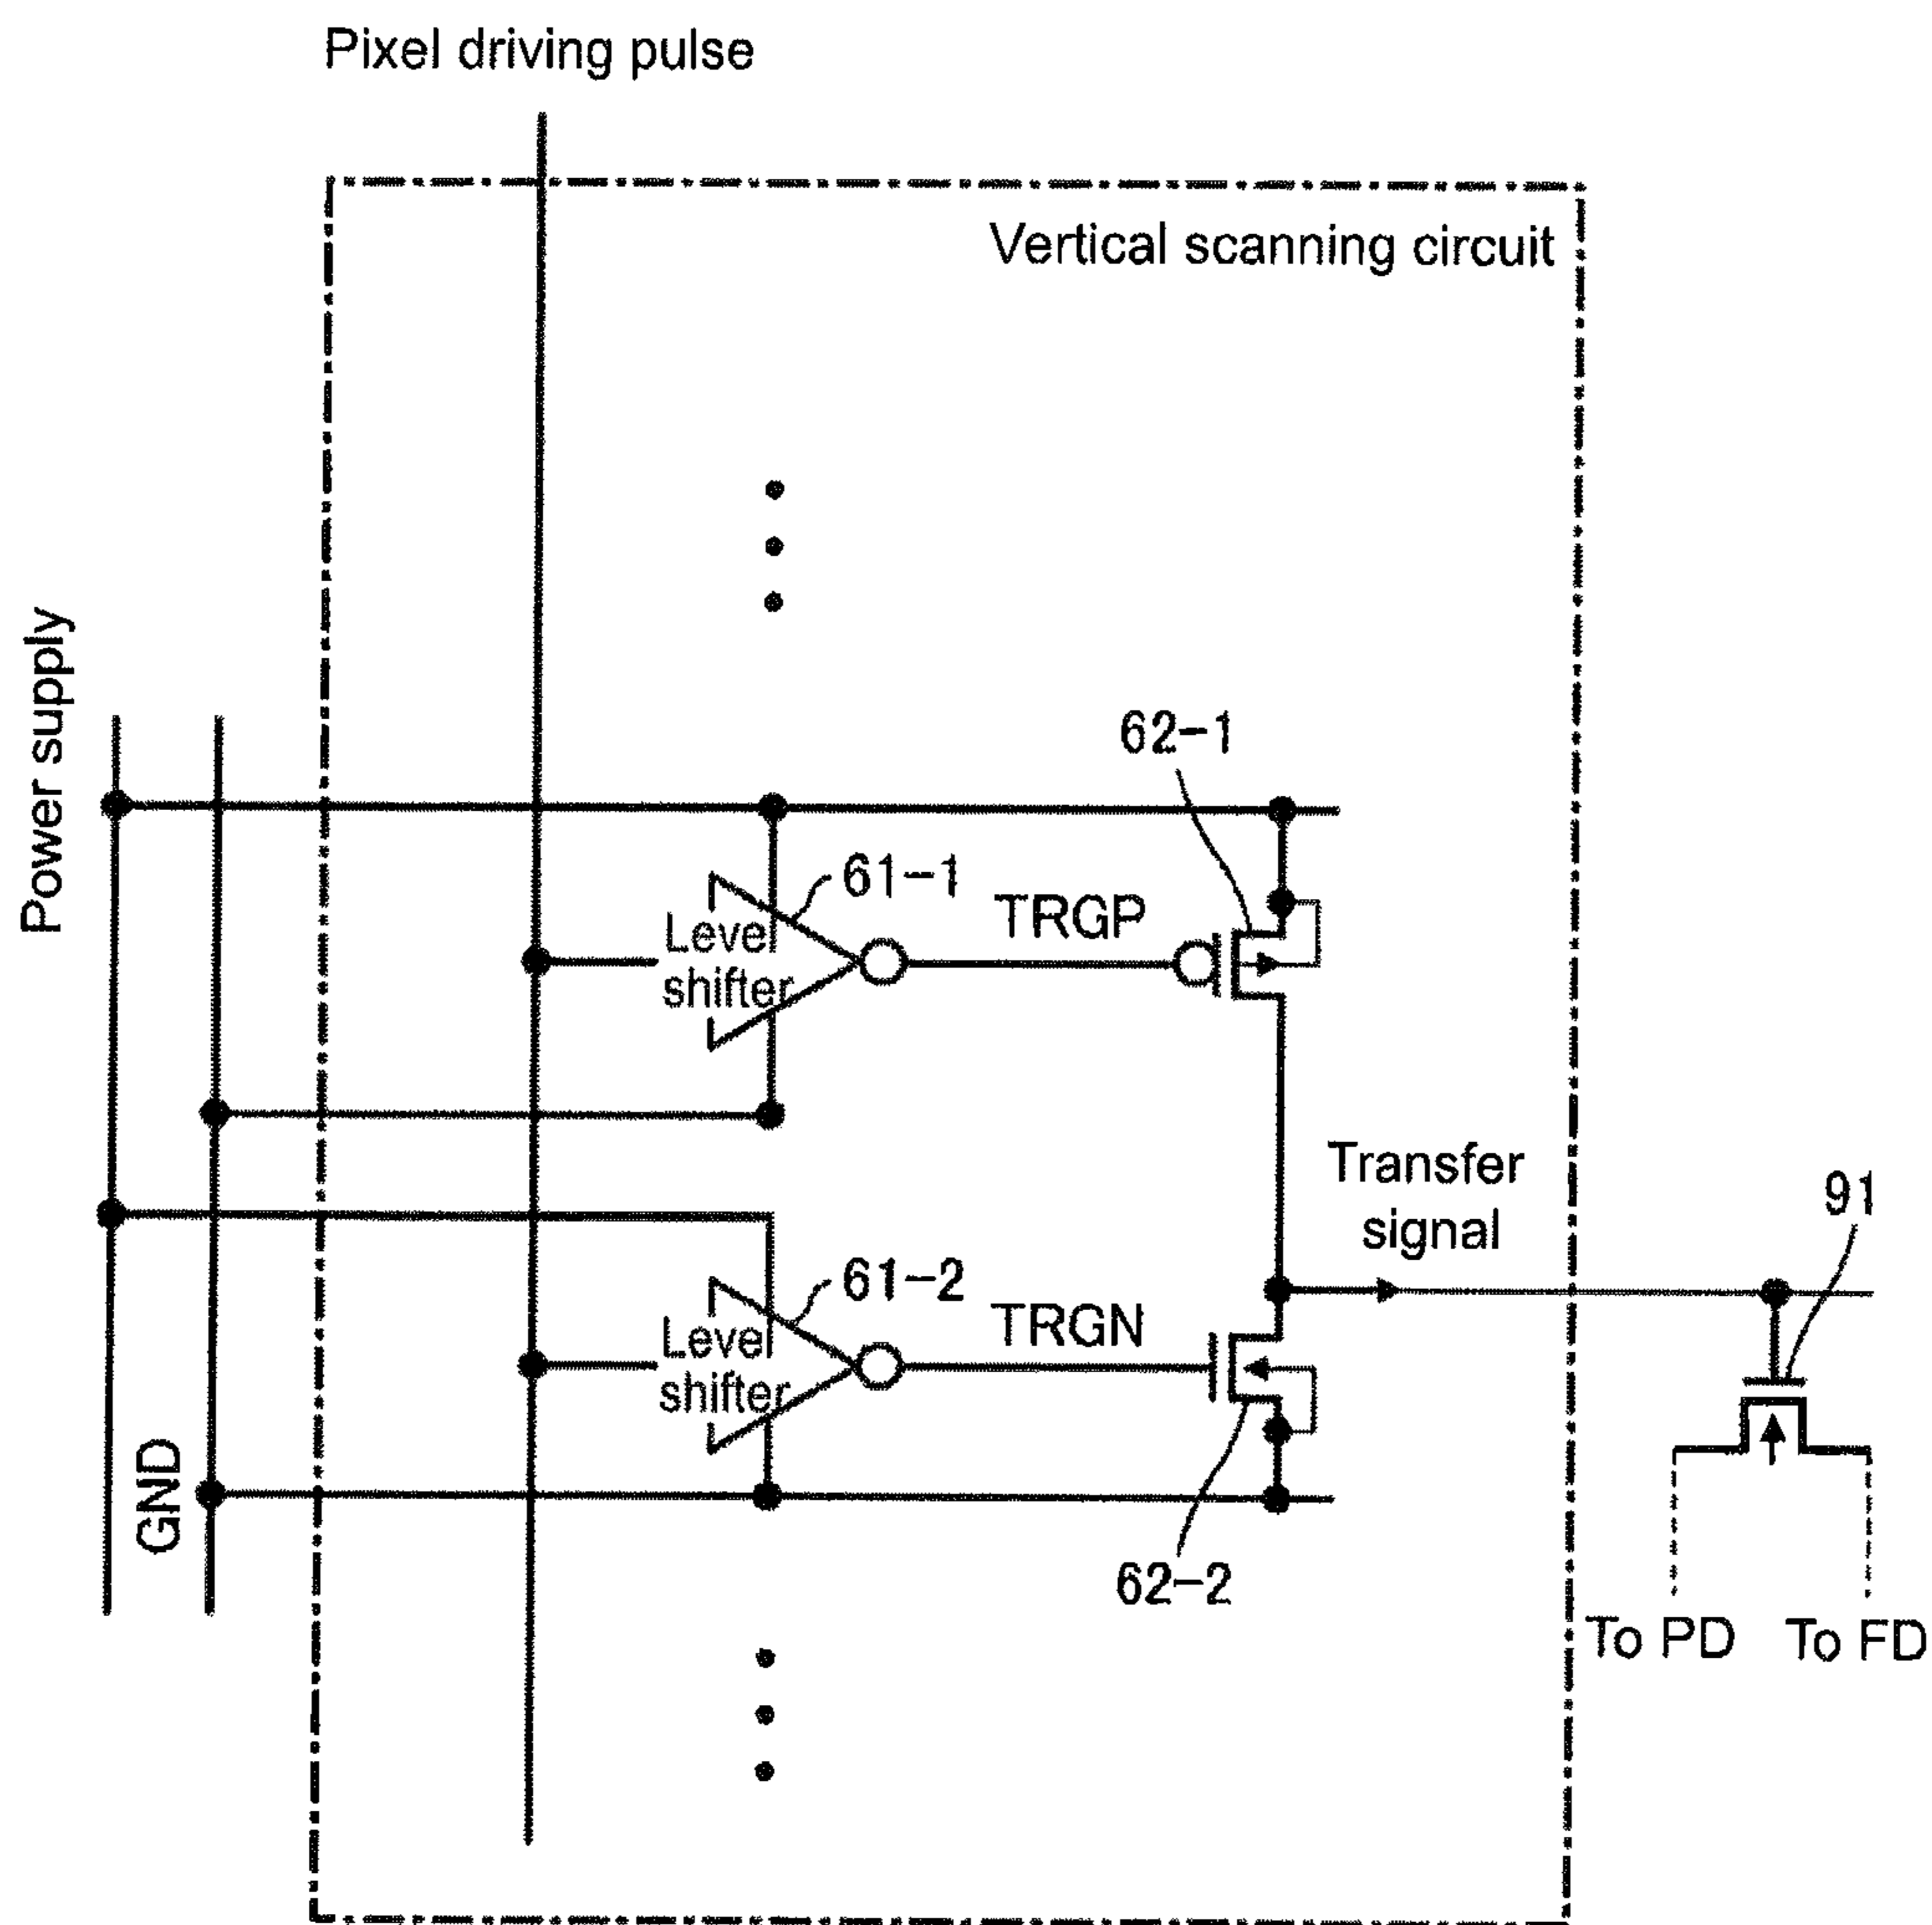 Pixel driving pulse
Vertical scanning circuit
Power supply
62-1
61-1
Level
shifter
TRGP
Transfer
signal
91
61-2
Level
shifter
TRGN
GND
62-2
To PD
To FD